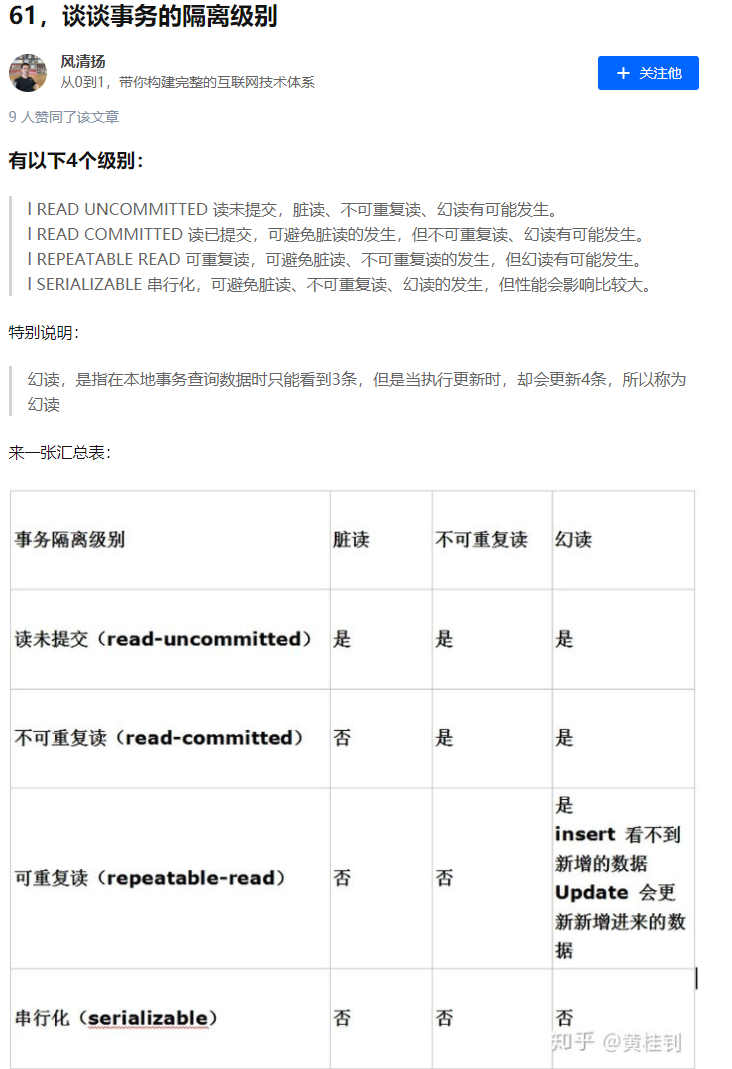 61，谈谈事务的隔离级别
风清扬
从0到1，带你构建完整的互联网技术体系
＋ 关注他
9 人赞同了该文章
有以下4个级别：
l READ UNCOMMITTED 读未提交，脏读、不可重复读、幻读有可能发生。
l READ COMMITTED 读已提交，可避免脏读的发生，但不可重复读、幻读有可能发生。
l REPEATABLE READ 可重复读，可避免脏读、不可重复读的发生，但幻读有可能发生。
l SERIALIZABLE 串行化，可避免脏读、不可重复读、幻读的发生，但性能会影响比较大。
特别说明：
幻读，是指在本地事务查询数据时只能看到3条，但是当执行更新时，却会更新4条，所以称为
幻读
来一张汇总表：
事务隔离级别 脏读 不可重复读 幻读
读未提交（read-uncommitted） 是 是 是
不可重复读（read-committed） 否 是 是
可重复读（repeatable-read） 否 否 是
insert 看不到
新增的数据
Update 会更
新新增进来的数
据
串行化（serializable） 否 否 否
知乎 @黄桂钊